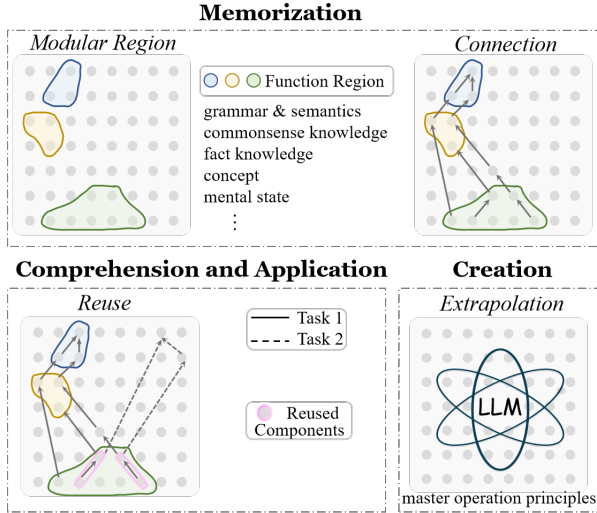 Memorization
Modular Region
Function Region
grammar & semantics
commonsense knowledge
fact knowledge
concept
mental state
⋮
Connection
Comprehension and Application
Reuse
Task 1
Task 2
Reused
Components
Creation
Extrapolation
LLM
master operation principles